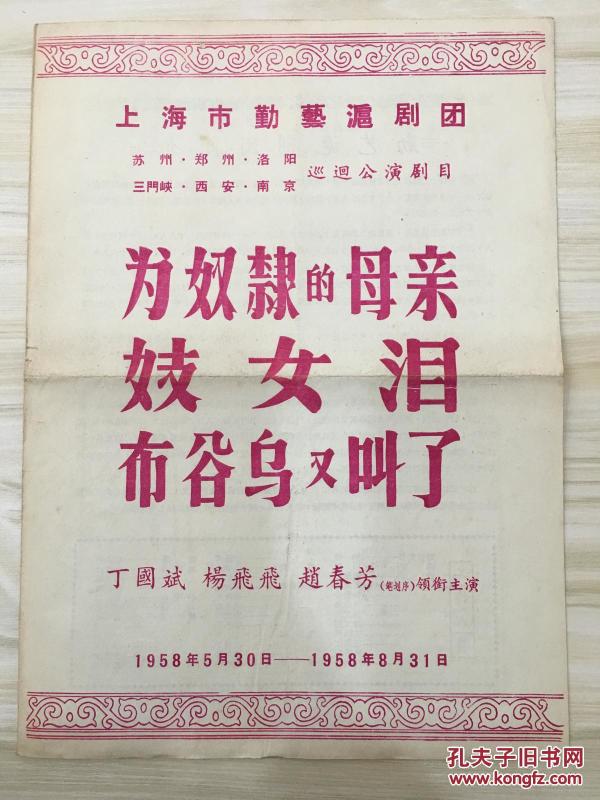 上海市勤藝滬剧团
苏州·郑州·洛阳
三門峽·西安·南京
巡迴公演剧目
为奴隸的母亲
妓女泪
布谷鸟又叫了
丁國斌 楊飛飛 趙春芳(笔划序)領銜主演
1958年5月30日——1958年8月31日
孔夫子旧书网
www.kongfz.com